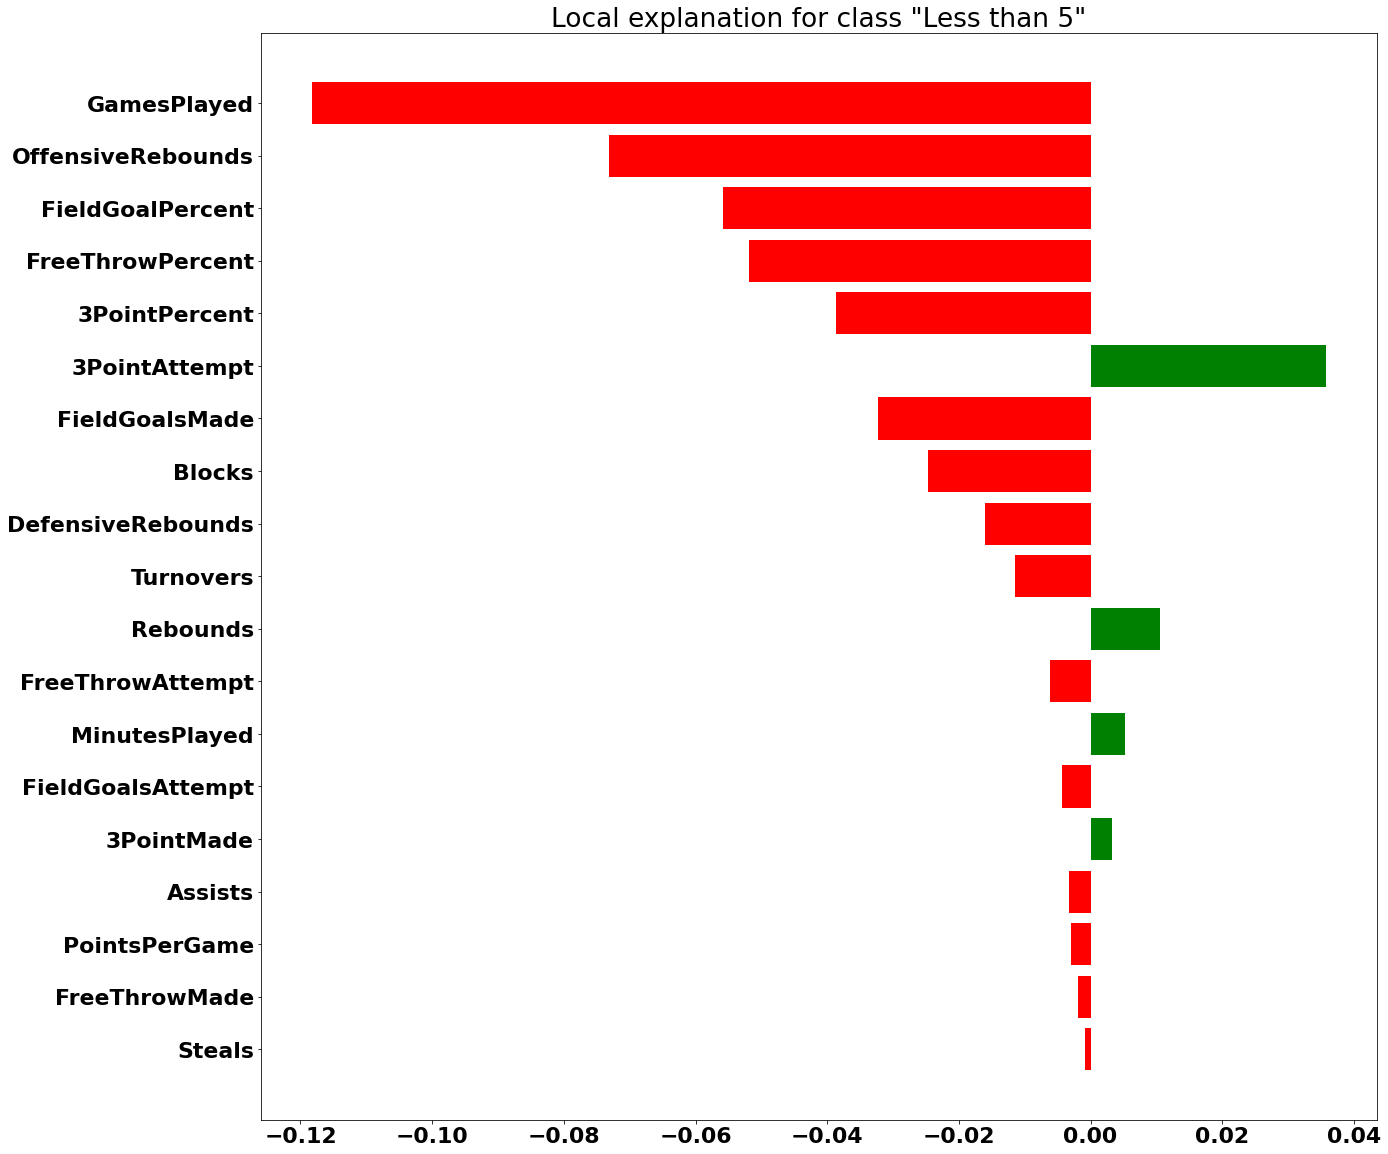 Local explanation for class "Less than 5"
GamesPlayed
OffensiveRebounds
FieldGoalPercent
FreeThrowPercent
3PointPercent
3PointAttempt
FieldGoalsMade
Blocks
DefensiveRebounds
Turnovers
Rebounds
FreeThrowAttempt
MinutesPlayed
FieldGoalsAttempt
3PointMade
Assists
PointsPerGame
FreeThrowMade
Steals
−0.12 −0.10 −0.08 −0.06 −0.04 −0.02 0.00 0.02 0.04